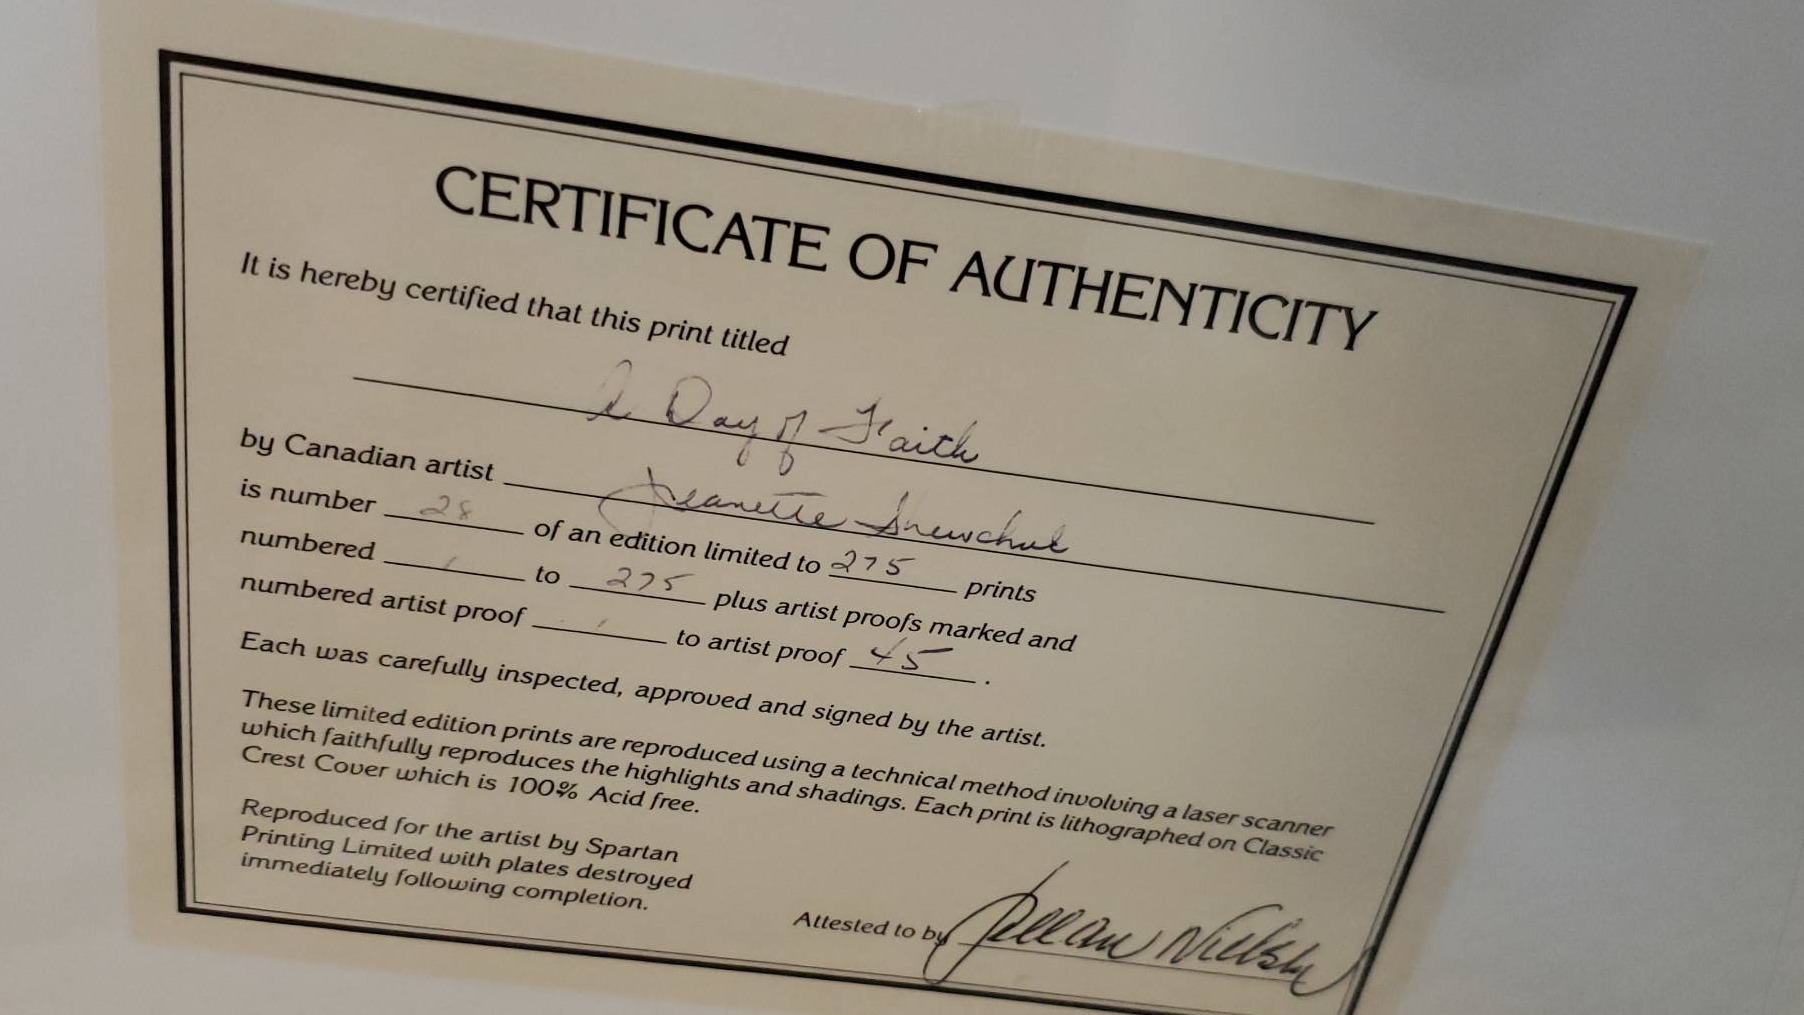 CERTIFICATE OF AUTHENTICITY
It is hereby certified that this print titled
A Day of Faith
by Canadian artist Jeanette Shewchuk
is number 28 of an edition limited to 275 prints
numbered 1 to 275 plus artist proofs marked and
numbered artist proof 1 to artist proof 45.
Each was carefully inspected, approved and signed by the artist.
These limited edition prints are reproduced using a technical method involving a laser scanner
which faithfully reproduces the highlights and shadings. Each print is lithographed on Classic
Crest Cover which is 100% Acid free.
Reproduced for the artist by Spartan
Printing Limited with plates destroyed
immediately following completion.
Attested to by